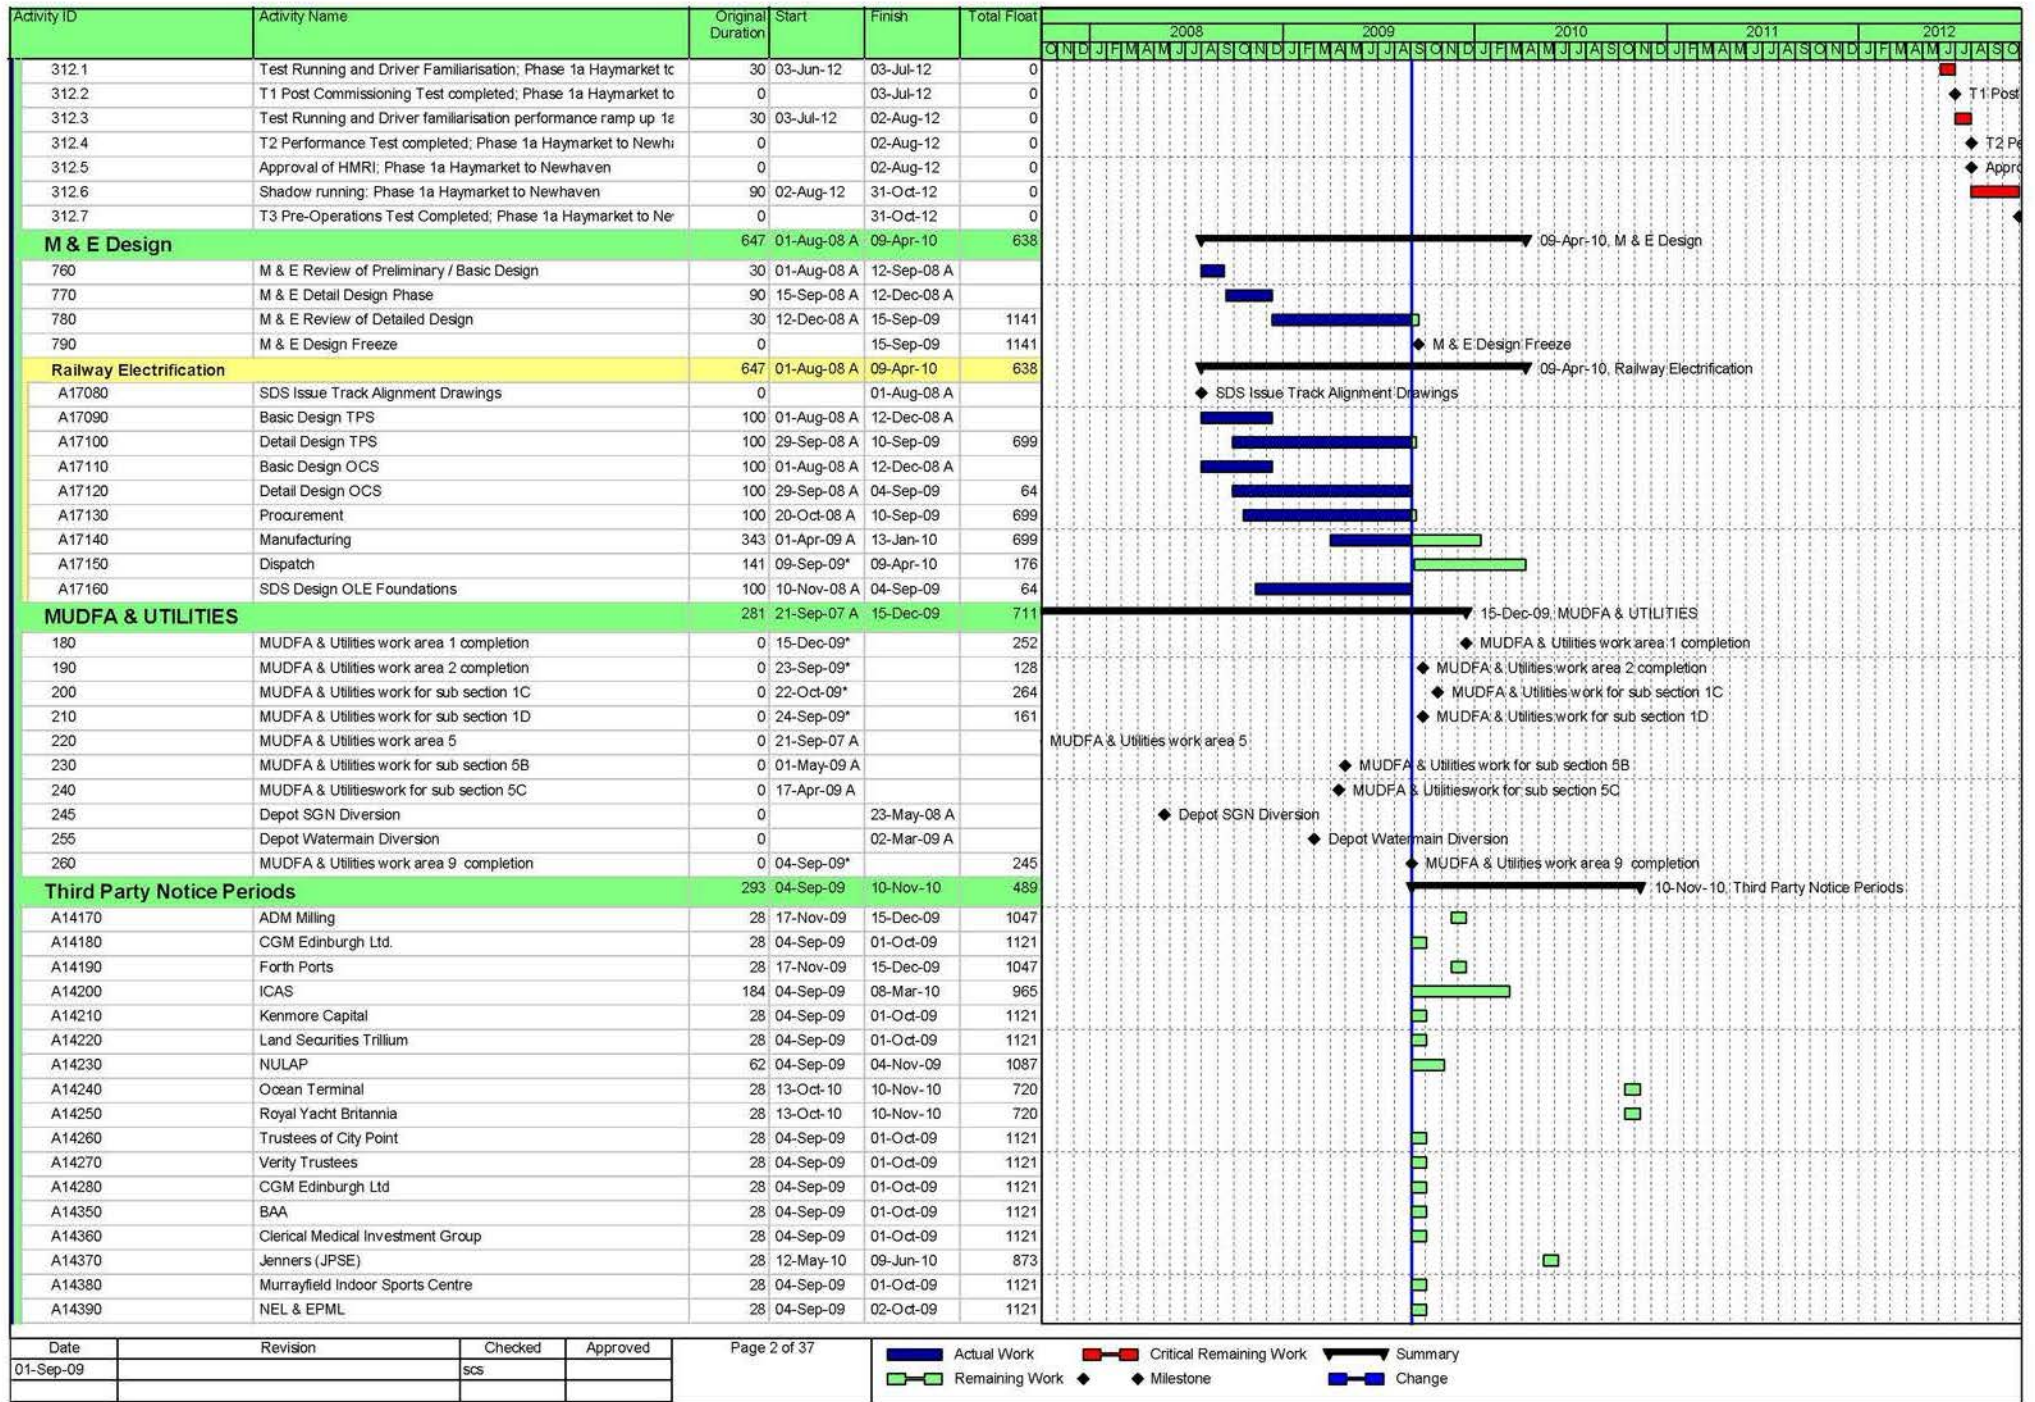 Activity ID Activity Name Original Duration Start Finish Total Float
2008 2009 2010 2011 2012
O N D J F M A M J J A S O N D J F M A M J J A S O N D J F M A M J J A S O N D J F M A M J J A S O N D J F M A M J J A S O
312.1 Test Running and Driver Familiarisation; Phase 1a Haymarket to 30 03-Jun-12 03-Jul-12 0
312.2 T1 Post Commissioning Test completed; Phase 1a Haymarket to 0 03-Jul-12 0 T1 Post
312.3 Test Running and Driver familiarisation performance ramp up 1a 30 03-Jul-12 02-Aug-12 0
312.4 T2 Performance Test completed; Phase 1a Haymarket to Newh 0 02-Aug-12 0 T2 Pe
312.5 Approval of HMRI; Phase 1a Haymarket to Newhaven 0 02-Aug-12 0 Appro
312.6 Shadow running; Phase 1a Haymarket to Newhaven 90 02-Aug-12 31-Oct-12 0
312.7 T3 Pre-Operations Test Completed; Phase 1a Haymarket to Ne 0 31-Oct-12 0
M & E Design 647 01-Aug-08 A 09-Apr-10 638 09-Apr-10, M & E Design
760 M & E Review of Preliminary / Basic Design 30 01-Aug-08 A 12-Sep-08 A
770 M & E Detail Design Phase 90 15-Sep-08 A 12-Dec-08 A
780 M & E Review of Detailed Design 30 12-Dec-08 A 15-Sep-09 1141
790 M & E Design Freeze 0 15-Sep-09 1141 M & E Design Freeze
Railway Electrification 647 01-Aug-08 A 09-Apr-10 638 09-Apr-10, Railway Electrification
A17080 SDS Issue Track Alignment Drawings 0 01-Aug-08 A SDS Issue Track Alignment Drawings
A17090 Basic Design TPS 100 01-Aug-08 A 12-Dec-08 A
A17100 Detail Design TPS 100 29-Sep-08 A 10-Sep-09 699
A17110 Basic Design OCS 100 01-Aug-08 A 12-Dec-08 A
A17120 Detail Design OCS 100 29-Sep-08 A 04-Sep-09 64
A17130 Procurement 100 20-Oct-08 A 10-Sep-09 699
A17140 Manufacturing 343 01-Apr-09 A 13-Jan-10 699
A17150 Dispatch 141 09-Sep-09* 09-Apr-10 176
A17160 SDS Design OLE Foundations 100 10-Nov-08 A 04-Sep-09 64
MUDFA & UTILITIES 281 21-Sep-07 A 15-Dec-09 711 15-Dec-09, MUDFA & UTILITIES
180 MUDFA & Utilities work area 1 completion 0 15-Dec-09* 252 MUDFA & Utilities work area 1 completion
190 MUDFA & Utilities work area 2 completion 0 23-Sep-09* 128 MUDFA & Utilities work area 2 completion
200 MUDFA & Utilities work for sub section 1C 0 22-Oct-09* 264 MUDFA & Utilities work for sub section 1C
210 MUDFA & Utilities work for sub section 1D 0 24-Sep-09* 161 MUDFA & Utilities work for sub section 1D
220 MUDFA & Utilities work area 5 0 21-Sep-07 A MUDFA & Utilities work area 5
230 MUDFA & Utilities work for sub section 5B 0 01-May-09 A MUDFA & Utilities work for sub section 5B
240 MUDFA & Utilitieswork for sub section 5C 0 17-Apr-09 A MUDFA & Utilitieswork for sub section 5C
245 Depot SGN Diversion 0 23-May-08 A Depot SGN Diversion
255 Depot Watermain Diversion 0 02-Mar-09 A Depot Watermain Diversion
260 MUDFA & Utilities work area 9 completion 0 04-Sep-09* 245 MUDFA & Utilities work area 9 completion
Third Party Notice Periods 293 04-Sep-09 10-Nov-10 489 10-Nov-10, Third Party Notice Periods
A14170 ADM Milling 28 17-Nov-09 15-Dec-09 1047
A14180 CGM Edinburgh Ltd. 28 04-Sep-09 01-Oct-09 1121
A14190 Forth Ports 28 17-Nov-09 15-Dec-09 1047
A14200 ICAS 184 04-Sep-09 08-Mar-10 965
A14210 Kenmore Capital 28 04-Sep-09 01-Oct-09 1121
A14220 Land Securities Trillium 28 04-Sep-09 01-Oct-09 1121
A14230 NULAP 62 04-Sep-09 04-Nov-09 1087
A14240 Ocean Terminal 28 13-Oct-10 10-Nov-10 720
A14250 Royal Yacht Britannia 28 13-Oct-10 10-Nov-10 720
A14260 Trustees of City Point 28 04-Sep-09 01-Oct-09 1121
A14270 Verity Trustees 28 04-Sep-09 01-Oct-09 1121
A14280 CGM Edinburgh Ltd 28 04-Sep-09 01-Oct-09 1121
A14350 BAA 28 04-Sep-09 01-Oct-09 1121
A14360 Clerical Medical Investment Group 28 04-Sep-09 01-Oct-09 1121
A14370 Jenners (JPSE) 28 12-May-10 09-Jun-10 873
A14380 Murrayfield Indoor Sports Centre 28 04-Sep-09 01-Oct-09 1121
A14390 NEL & EPML 28 04-Sep-09 02-Oct-09 1121
Date Revision Checked Approved Page 2 of 37
01-Sep-09 scs
Actual Work Critical Remaining Work Summary
Remaining Work Milestone Change